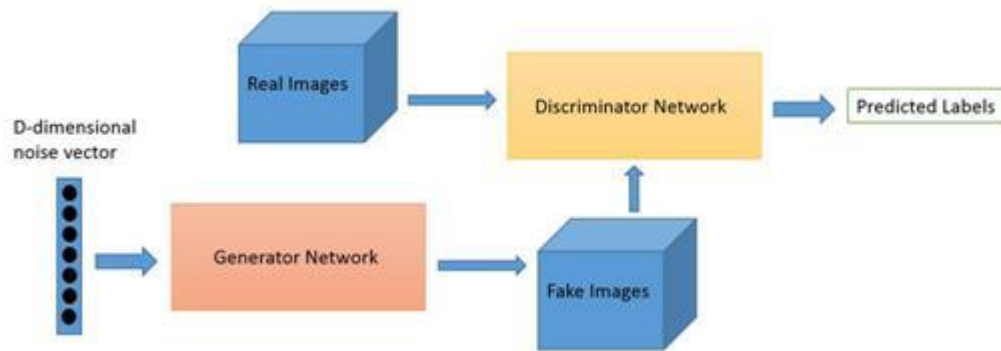 Real Images
Discriminator Network
Predicted Labels
D-dimensional
noise vector
Generator Network
Fake Images